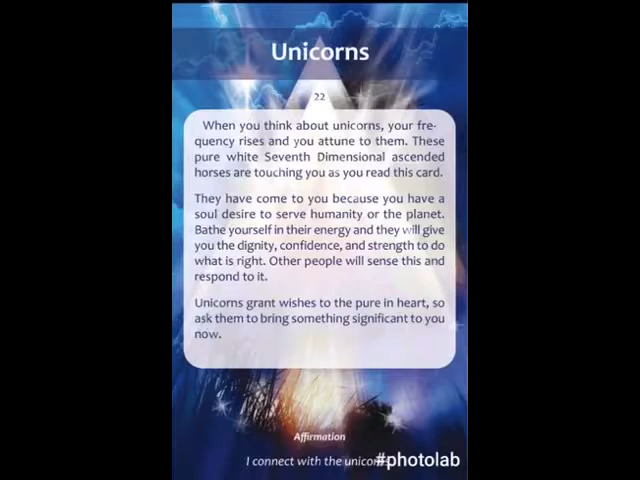 Unicorns
22
When you think about unicorns, your fre-
quency rises and you attune to them. These
pure white Seventh Dimensional ascended
horses are touching you as you read this card.
They have come to you because you have a
soul desire to serve humanity or the planet.
Bathe yourself in their energy and they will give
you the dignity, confidence, and strength to do
what is right. Other people will sense this and
respond to it.
Unicorns grant wishes to the pure in heart, so
ask them to bring something significant to you
now.
Affirmation
I connect with the
#photolab